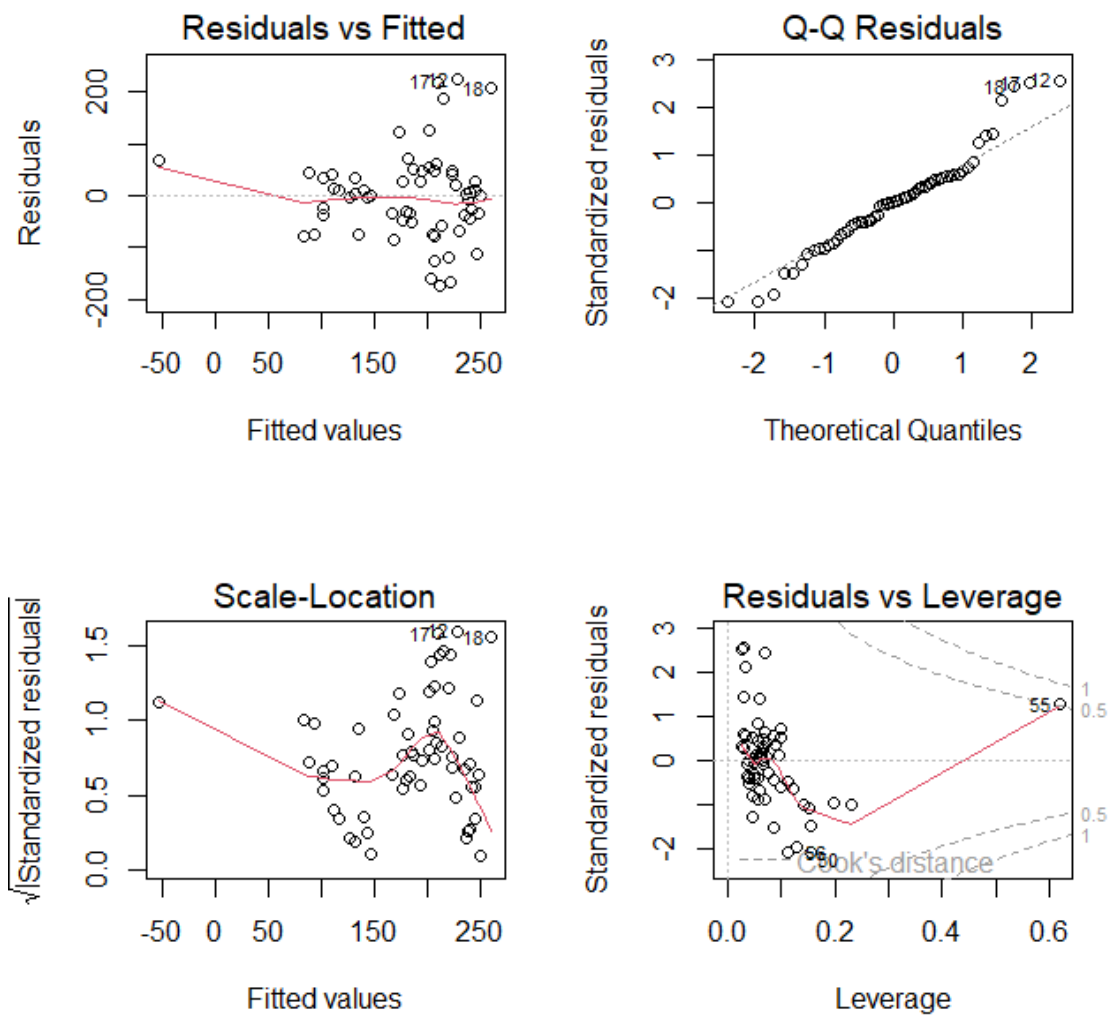 Residuals vs Fitted
Residuals
200
0
-200
17
12
18
-50 0 50 150 250
Fitted values
Q-Q Residuals
Standardized residuals
3
2
1
0
-2
18
17
12
-2 -1 0 1 2
Theoretical Quantiles
Scale-Location
√|Standardized residuals|
1.5
1.0
0.5
0.0
17
12
18
-50 0 50 150 250
Fitted values
Residuals vs Leverage
Standardized residuals
3
2
1
0
-2
55
1
0.5
0.5
1
Cook's distance
0.0 0.2 0.4 0.6
Leverage